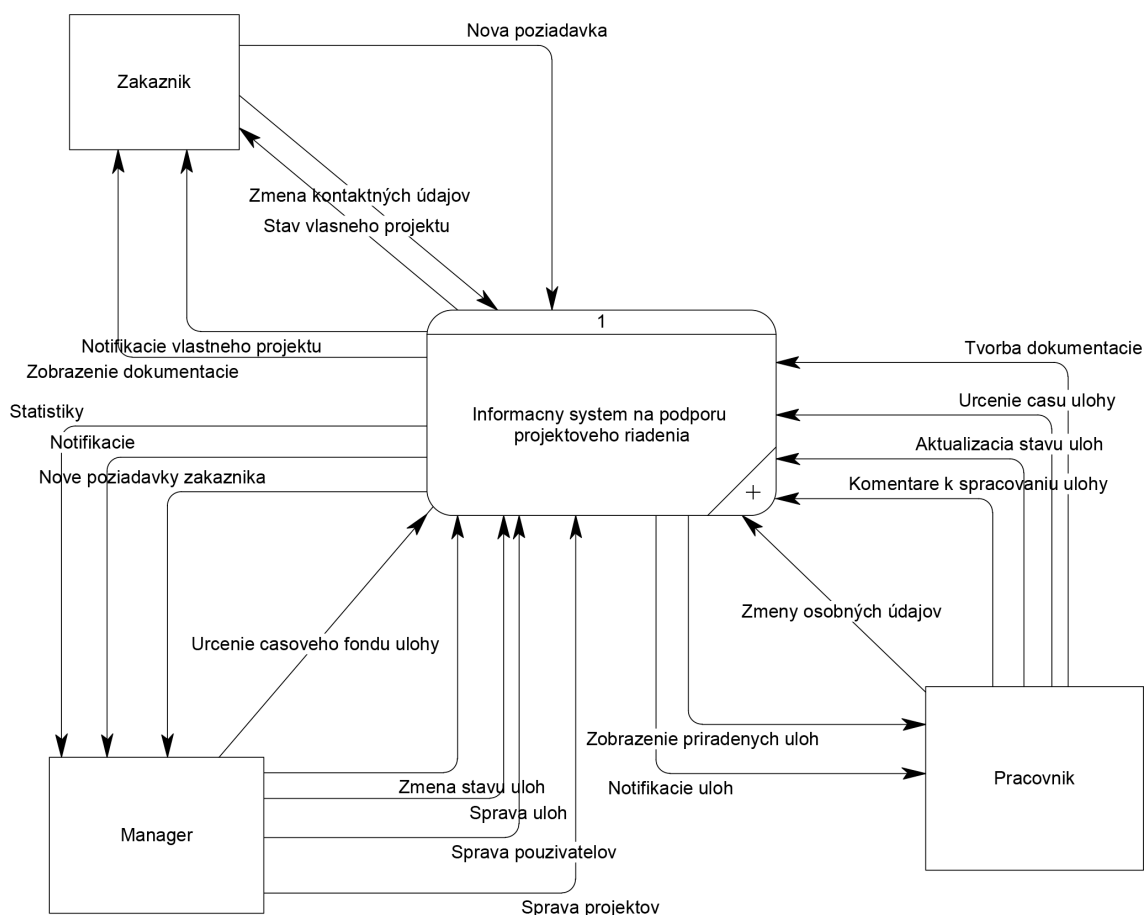 Nova poziadavka
Zakaznik
Zmena kontaktných údajov
Stav vlasneho projektu
1
Notifikacie vlastneho projektu
Zobrazenie dokumentacie
Tvorba dokumentacie
Urcenie casu ulohy
Statistiky
Informacny system na podporu
projektoveho riadenia
Notifikacie
Aktualizacia stavu uloh
Nove poziadavky zakaznika
Komentare k spracovaniu ulohy
+
Zmeny osobných údajov
Urcenie casoveho fondu ulohy
Zobrazenie priradenych uloh
Pracovnik
Notifikacie uloh
Zmena stavu uloh
Sprava uloh
Manager
Sprava pouzivatelov
Sprava projektov